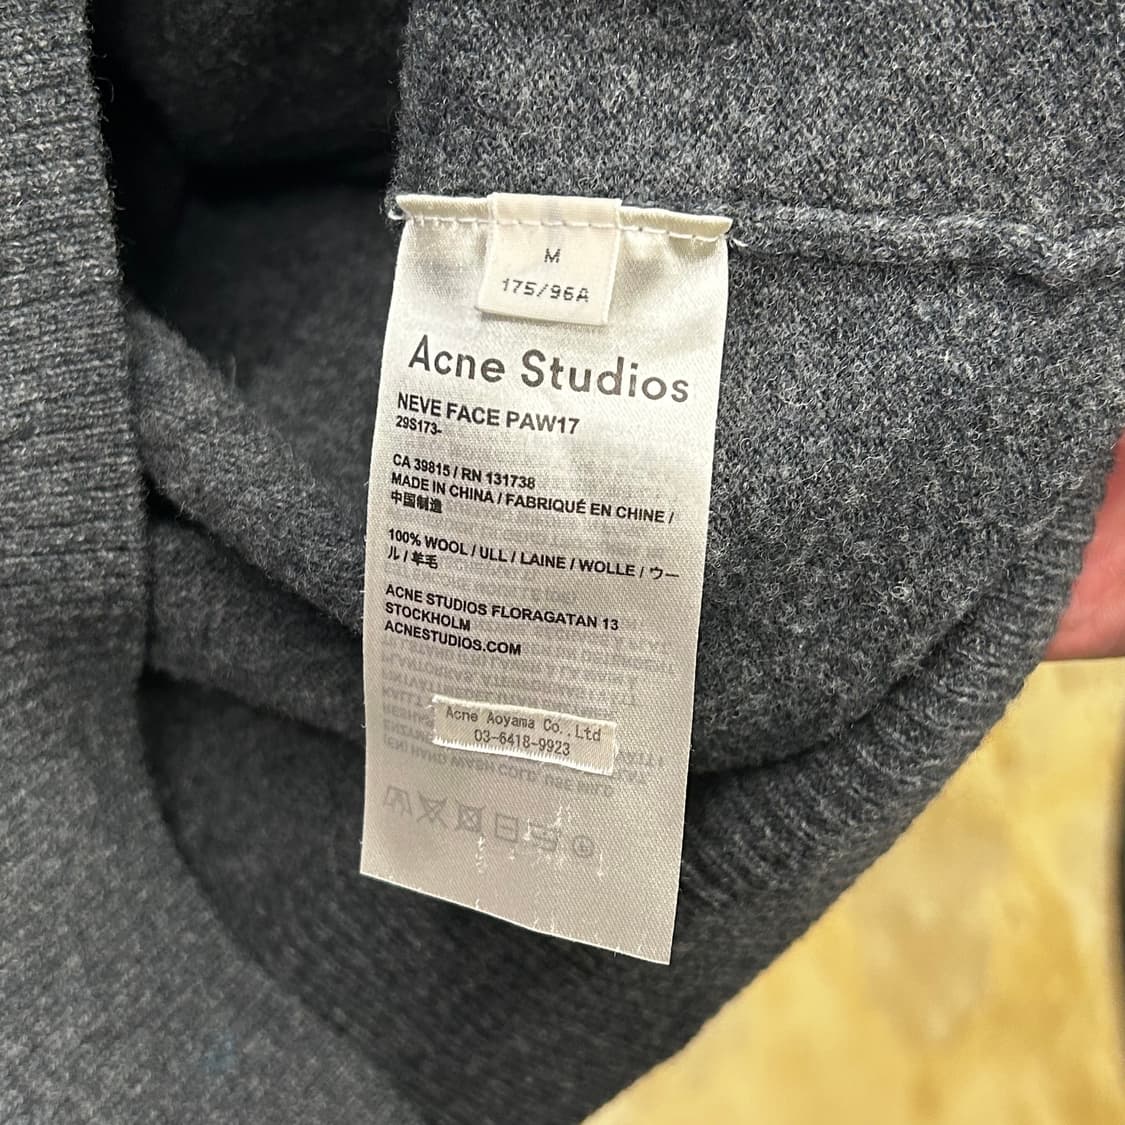 M
175/96A
Acne Studios
NEVE FACE PAW17
29S173-
CA 39815 / RN 131738
MADE IN CHINA / FABRIQUÉ EN CHINE /
中国制造
100% WOOL / ULL / LAINE / WOLLE / ウー
ル / 羊毛
ACNE STUDIOS FLORAGATAN 13
STOCKHOLM
ACNESTUDIOS.COM
Acne Aoyama Co.,Ltd
03-6418-9923